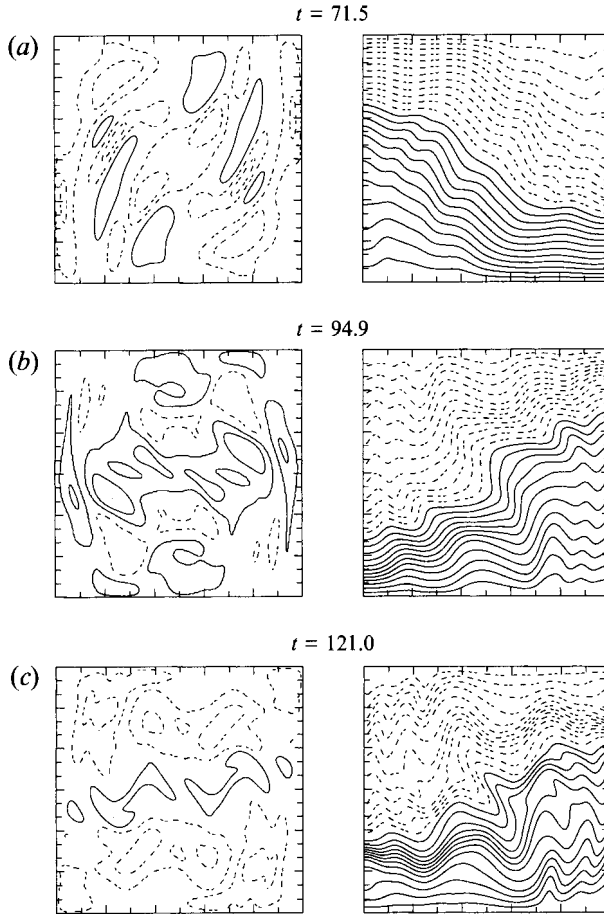 t = 71.5
(a)
t = 94.9
(b)
t = 121.0
(c)